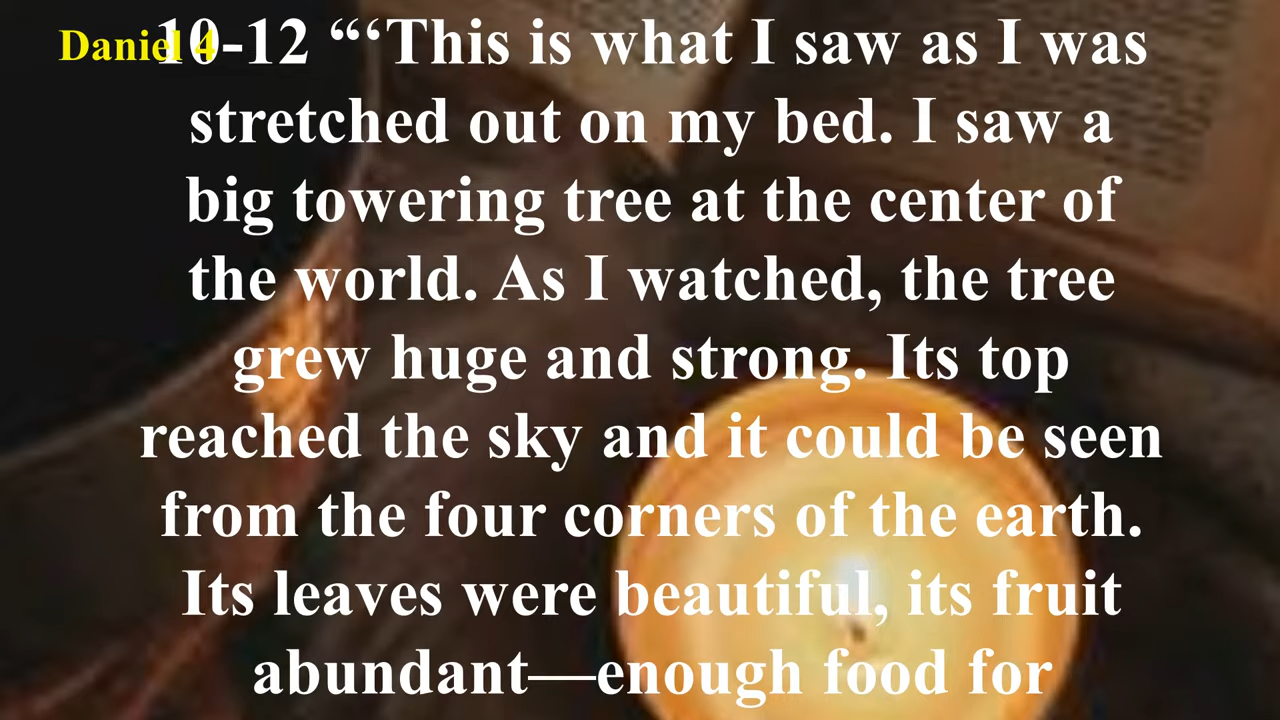 Daniel 4
10-12 “‘This is what I saw as I was
stretched out on my bed. I saw a
big towering tree at the center of
the world. As I watched, the tree
grew huge and strong. Its top
reached the sky and it could be seen
from the four corners of the earth.
Its leaves were beautiful, its fruit
abundant—enough food for